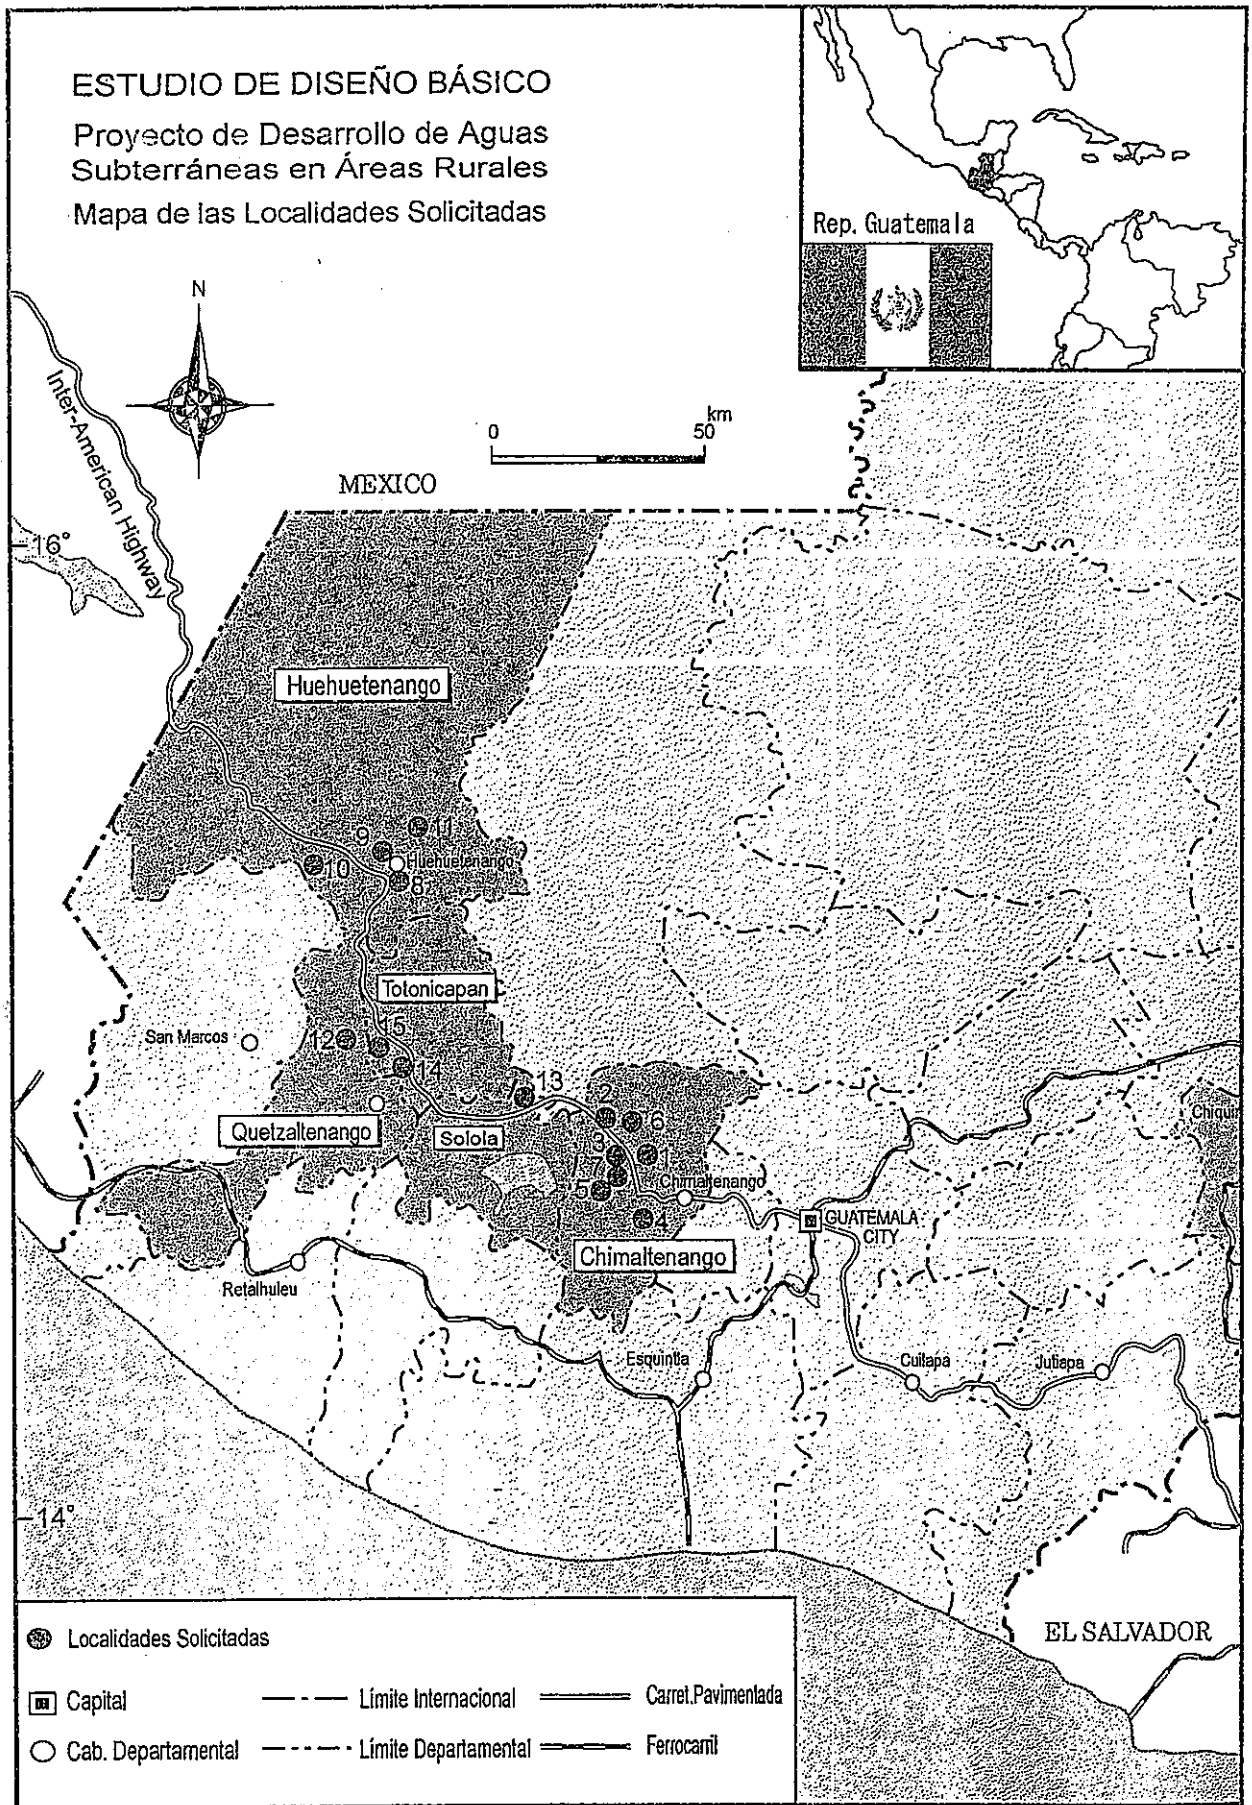 ESTUDIO DE DISEÑO BÁSICO
Proyecto de Desarrollo de Aguas
Subterráneas en Áreas Rurales
Mapa de las Localidades Solicitadas
Rep. Guatemala
N
Inter-American Highway
km
0 50
MEXICO
16°
Huehuetenango
11
9
Huehuetenango
10
8
Totonicapan
San Marcos
12
15
14
13
2
6
Quetzaltenango
Solola
3
1
7
Chimaltenango
5
4
GUATEMALA
CITY
Chimaltenango
Retalhuleu
Esquintla
Cuilapa
Jutiapa
14°
EL SALVADOR
Localidades Solicitadas
Capital Límite Internacional Carret.Pavimentada
Cab. Departamental Límite Departamental Ferrocarril